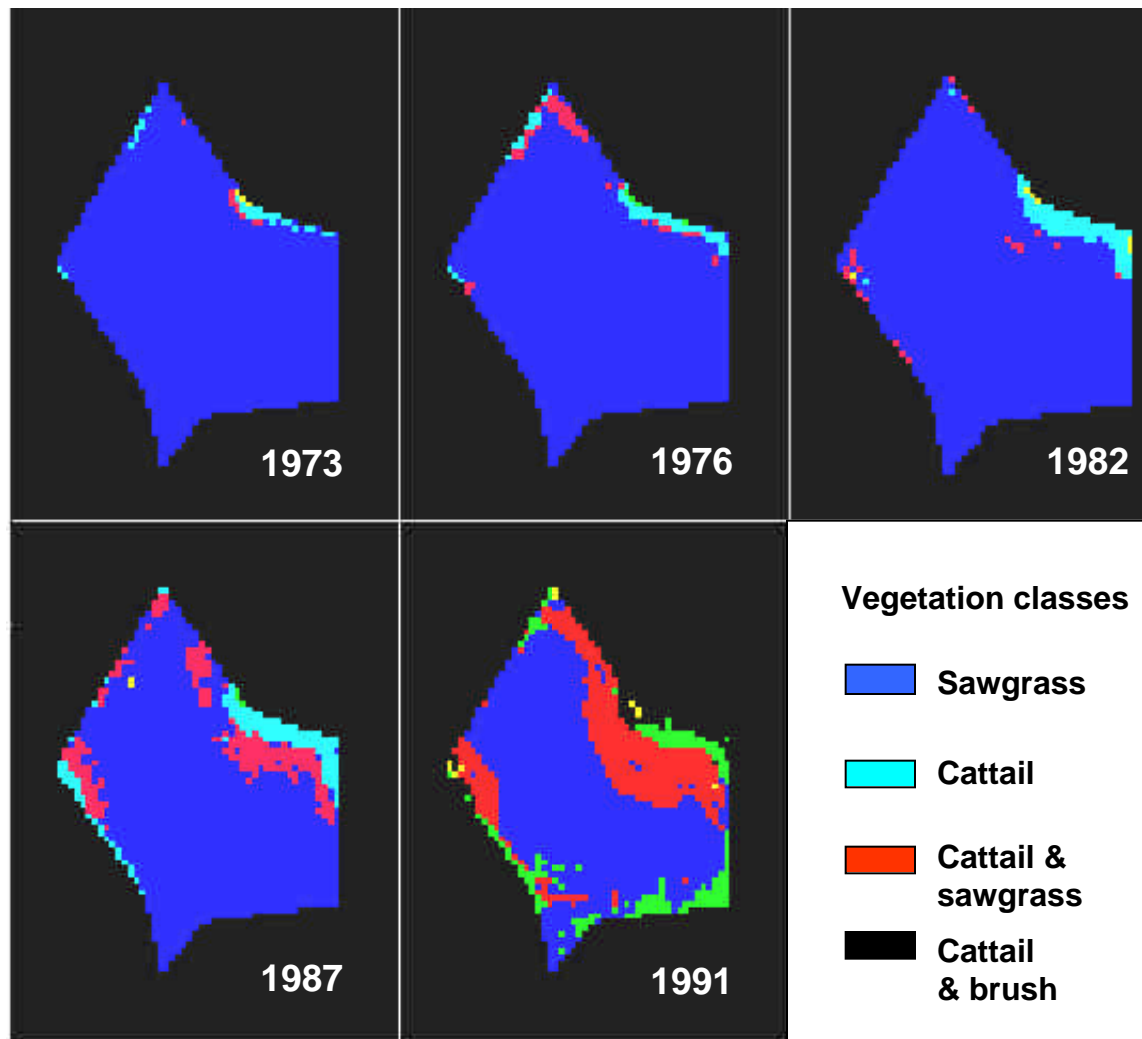 1973
1976
1982
1987
1991
Vegetation classes
Sawgrass
Cattail
Cattail &
sawgrass
Cattail
& brush